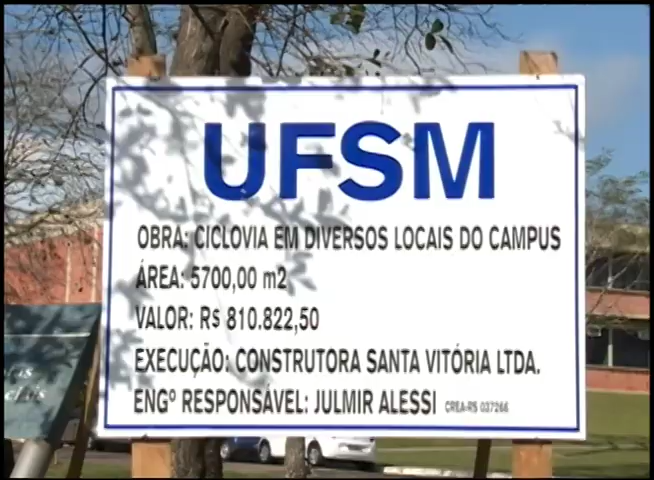 UFSM
OBRA: CICLOVIA EM DIVERSOS LOCAIS DO CAMPUS
ÁREA: 5700,00 m2
VALOR: R$ 810.822,50
EXECUÇÃO: CONSTRUTORA SANTA VITÓRIA LTDA.
ENGº RESPONSÁVEL: JULMIR ALESSI CREA-RS 037266